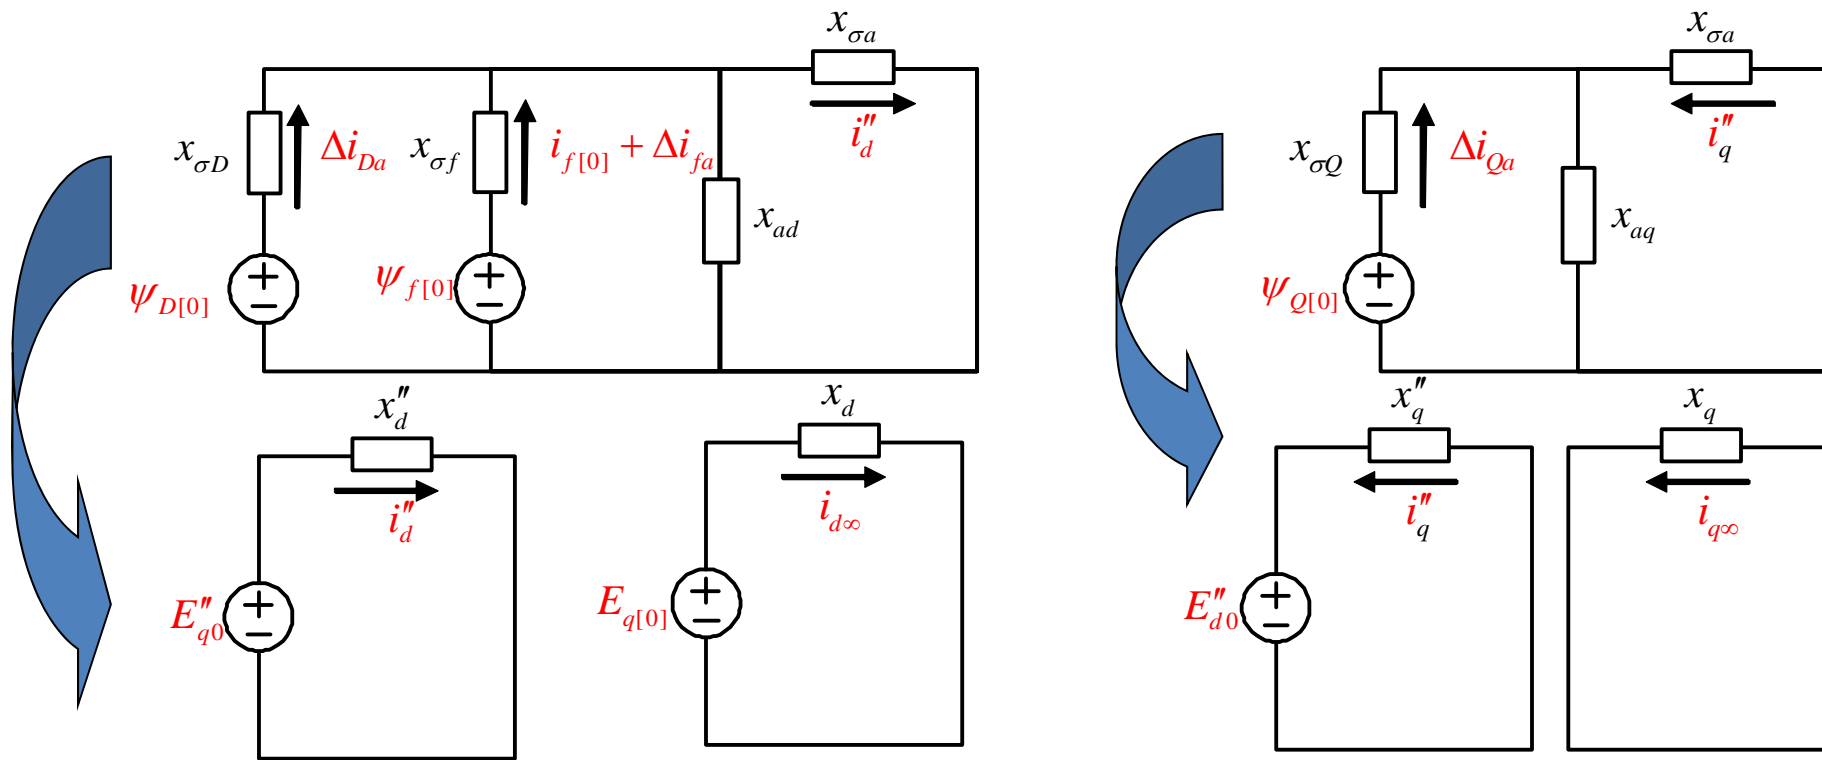 x_{σa}
x_{σD}
Δi_{Da}
x_{σf}
i_{f[0]} + Δi_{fa}
i''_d
x_{ad}
ψ_{D[0]}
ψ_{f[0]}
x''_d
i''_d
E''_{q0}
x_d
i_{d∞}
E_{q[0]}
x_{σa}
i''_q
x_{σQ}
Δi_{Qa}
x_{aq}
ψ_{Q[0]}
x''_q
i''_q
E''_{d0}
x_q
i_{q∞}